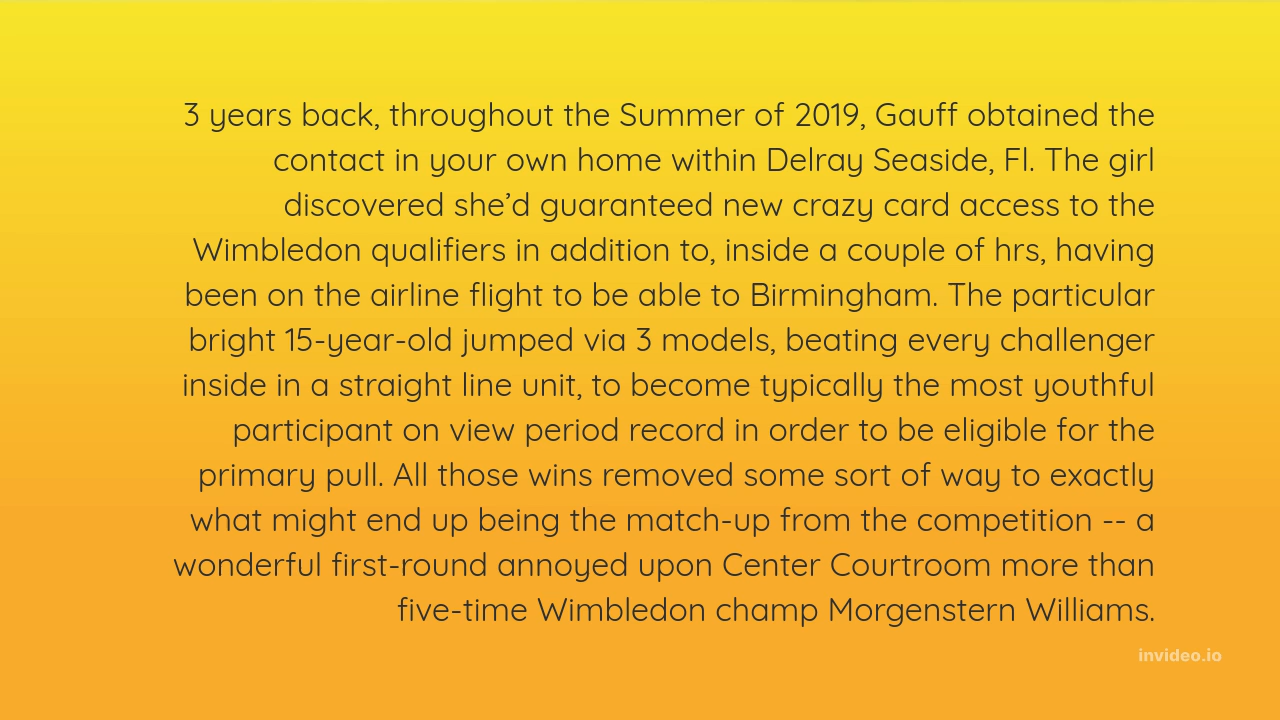 3 years back, throughout the Summer of 2019, Gauff obtained the
contact in your own home within Delray Seaside, Fl. The girl
discovered she’d guaranteed new crazy card access to the
Wimbledon qualifiers in addition to, inside a couple of hrs, having
been on the airline flight to be able to Birmingham. The particular
bright 15-year-old jumped via 3 models, beating every challenger
inside in a straight line unit, to become typically the most youthful
participant on view period record in order to be eligible for the
primary pull. All those wins removed some sort of way to exactly
what might end up being the match-up from the competition -- a
wonderful first-round annoyed upon Center Courtroom more than
five-time Wimbledon champ Morgenstern Williams.
invideo.io